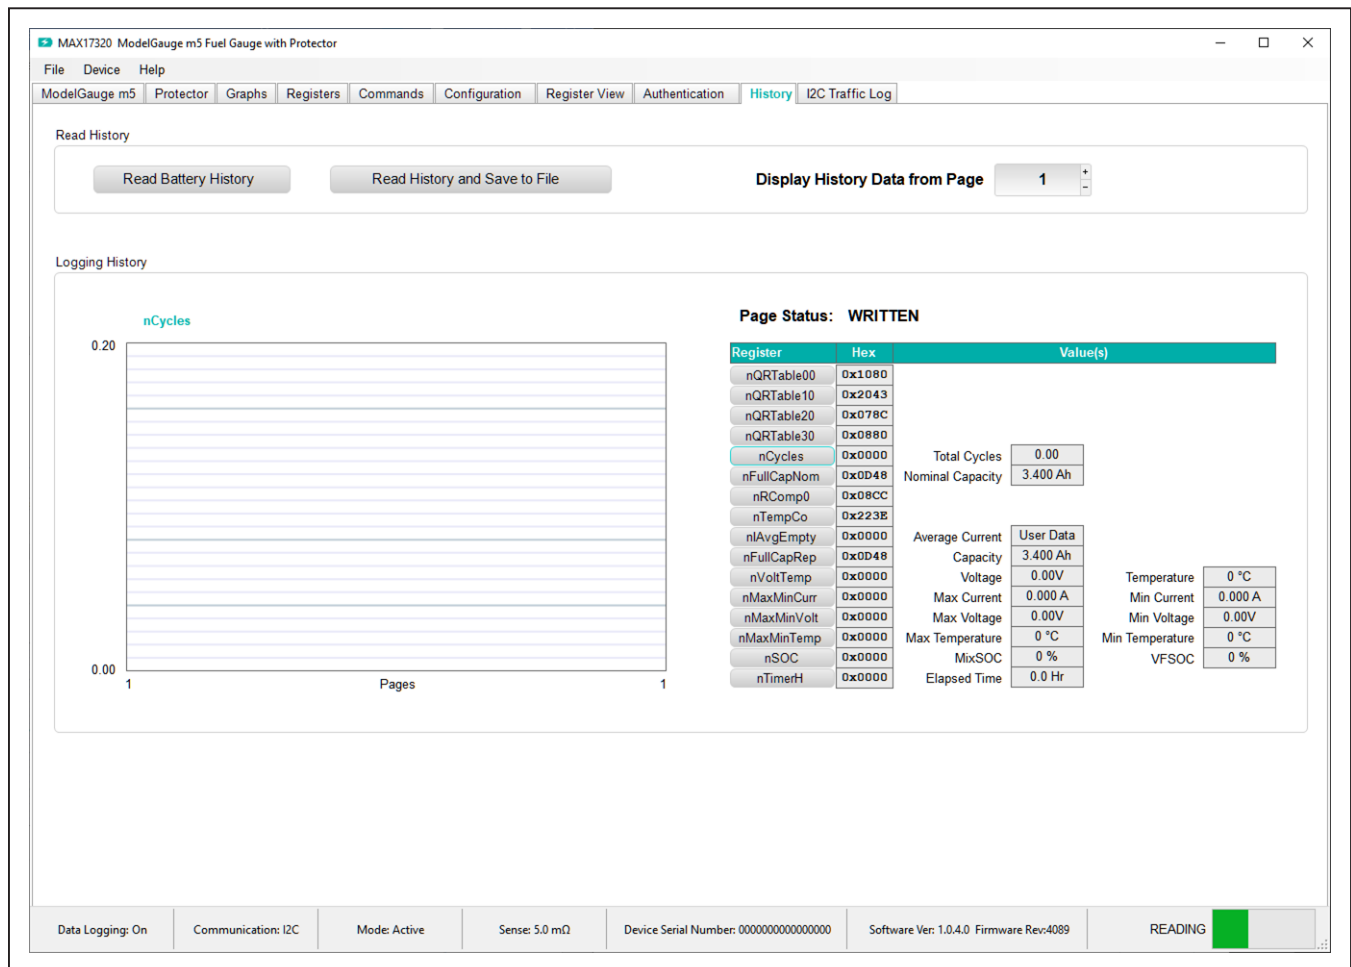 MAX17320 ModelGauge m5 Fuel Gauge with Protector
File Device Help
ModelGauge m5 Protector Graphs Registers Commands Configuration Register View Authentication History I2C Traffic Log
Read History
Read Battery History Read History and Save to File Display History Data from Page 1 + -
Logging History
Page Status: WRITTEN
nCycles
0.20
0.00
1 Pages 1
Register Hex Value(s)
nQRTable00 0x1080
nQRTable10 0x2043
nQRTable20 0x078C
nQRTable30 0x0880
nCycles 0x0000 Total Cycles 0.00
nFullCapNom 0x0D48 Nominal Capacity 3.400 Ah
nRComp0 0x08CC
nTempCo 0x223E
nIAvgEmpty 0x0000 Average Current User Data
nFullCapRep 0x0D48 Capacity 3.400 Ah
nVoltTemp 0x0000 Voltage 0.00V Temperature 0 °C
nMaxMinCurr 0x0000 Max Current 0.000 A Min Current 0.000 A
nMaxMinVolt 0x0000 Max Voltage 0.00V Min Voltage 0.00V
nMaxMinTemp 0x0000 Max Temperature 0 °C Min Temperature 0 °C
nSOC 0x0000 MixSOC 0 % VFSOC 0 %
nTimerH 0x0000 Elapsed Time 0.0 Hr
Data Logging: On Communication: I2C Mode: Active Sense: 5.0 mΩ Device Serial Number: 0000000000000000 Software Ver: 1.0.4.0 Firmware Rev:4089 READING